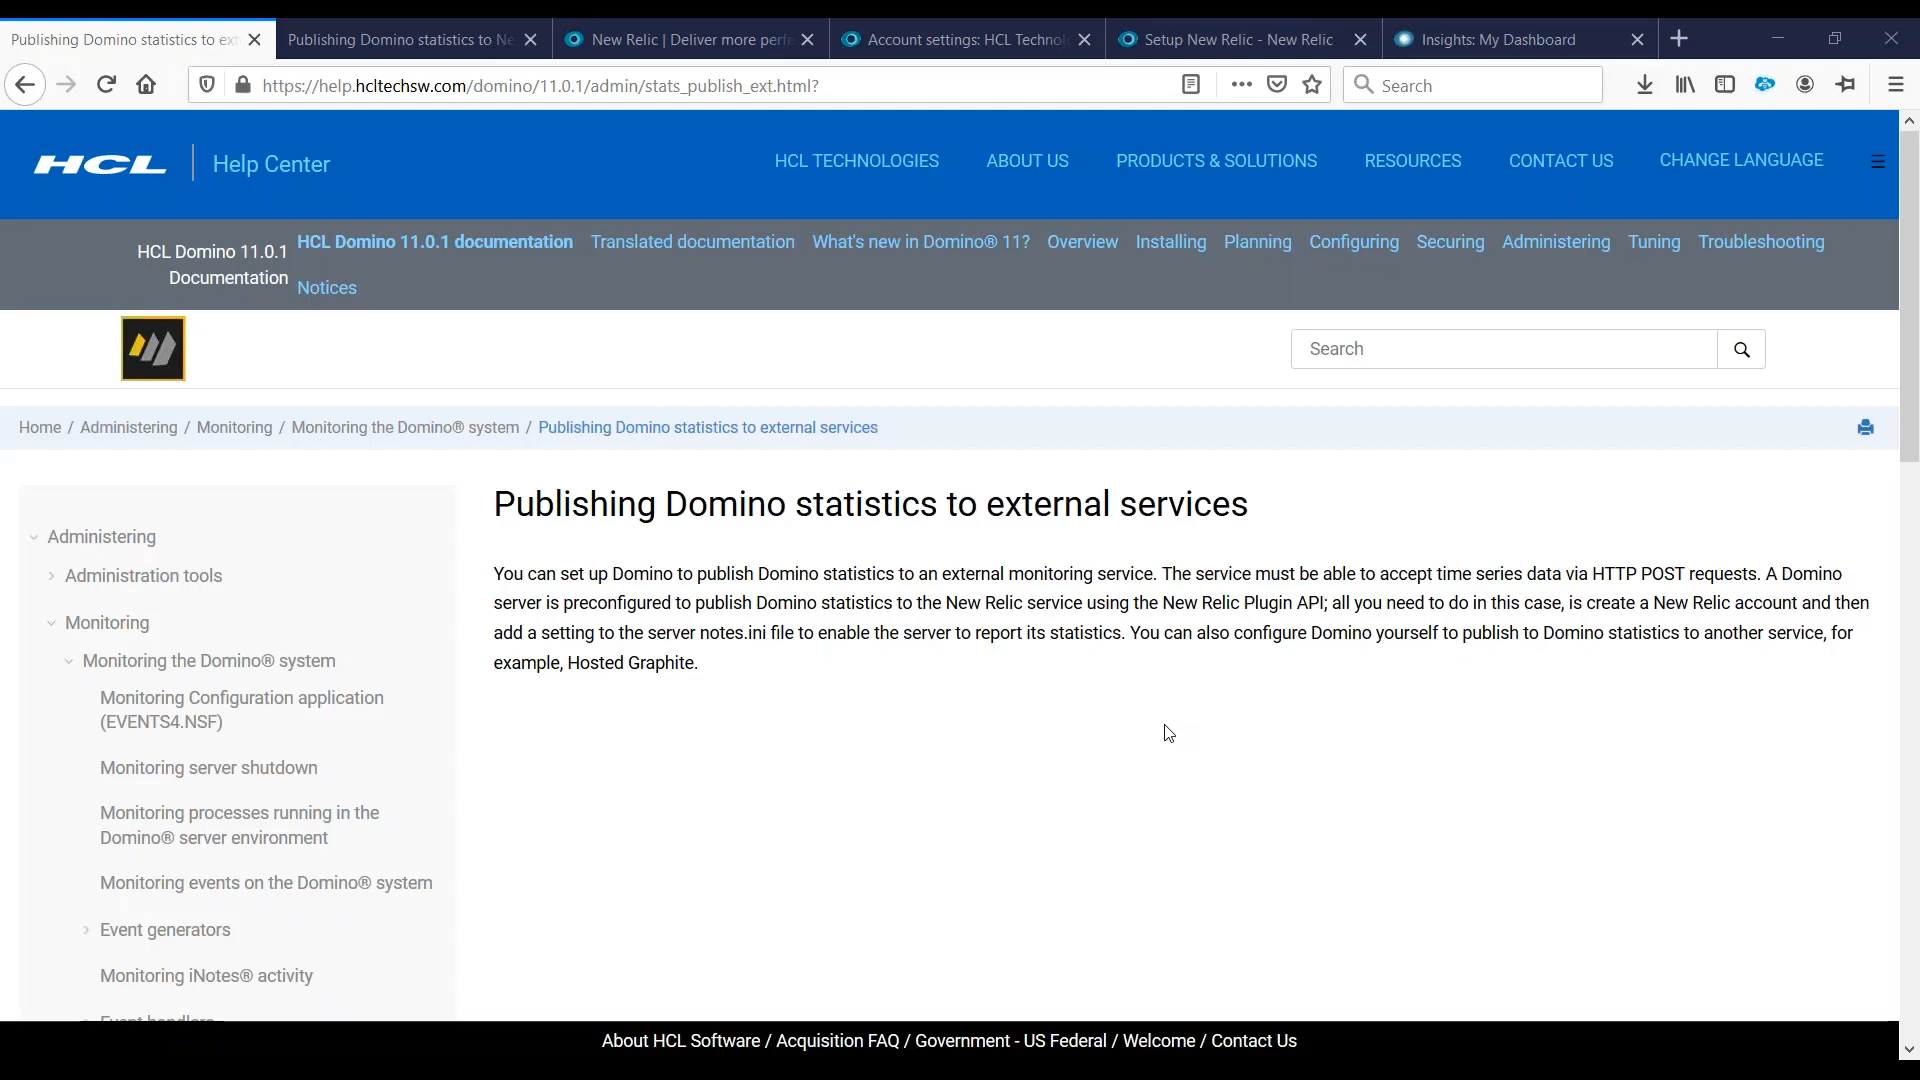 Publishing Domino statistics to ext
Publishing Domino statistics to Ne
New Relic | Deliver more perfe
Account settings: HCL Technol
Setup New Relic - New Relic
Insights: My Dashboard
https://help.hcltechsw.com/domino/11.0.1/admin/stats_publish_ext.html?
Search
HCL
Help Center
HCL TECHNOLOGIES
ABOUT US
PRODUCTS & SOLUTIONS
RESOURCES
CONTACT US
CHANGE LANGUAGE
HCL Domino 11.0.1
Documentation
HCL Domino 11.0.1 documentation
Translated documentation
What's new in Domino® 11?
Overview
Installing
Planning
Configuring
Securing
Administering
Tuning
Troubleshooting
Notices
Search
Home / Administering / Monitoring / Monitoring the Domino® system / Publishing Domino statistics to external services
Administering
Administration tools
Monitoring
Monitoring the Domino® system
Monitoring Configuration application
(EVENTS4.NSF)
Monitoring server shutdown
Monitoring processes running in the
Domino® server environment
Monitoring events on the Domino® system
Event generators
Monitoring iNotes® activity
Event handlers
Publishing Domino statistics to external services
You can set up Domino to publish Domino statistics to an external monitoring service. The service must be able to accept time series data via HTTP POST requests. A Domino
server is preconfigured to publish Domino statistics to the New Relic service using the New Relic Plugin API; all you need to do in this case, is create a New Relic account and then
add a setting to the server notes.ini file to enable the server to report its statistics. You can also configure Domino yourself to publish to Domino statistics to another service, for
example, Hosted Graphite.
About HCL Software / Acquisition FAQ / Government - US Federal / Welcome / Contact Us